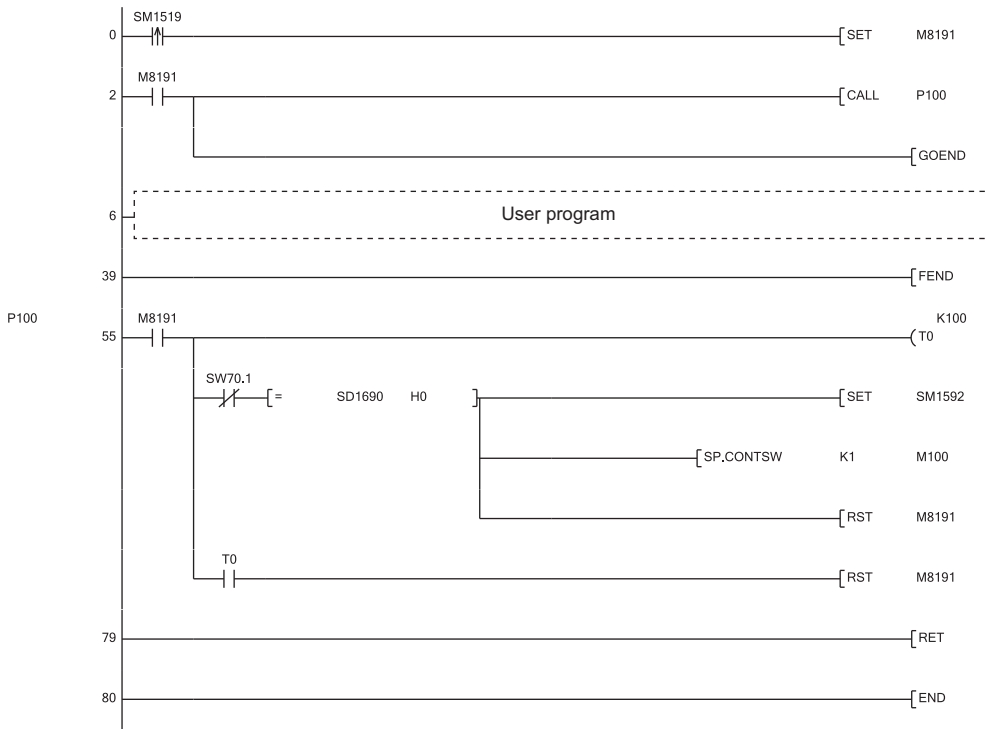 SM1519
0 SET M8191
M8191
2 CALL P100
GOEND
6 User program
39 FEND
P100 M8191 K100
55 T0
SW70.1
= SD1690 H0 SET SM1592
SP.CONTSW K1 M100
RST M8191
T0
RST M8191
79 RET
80 END